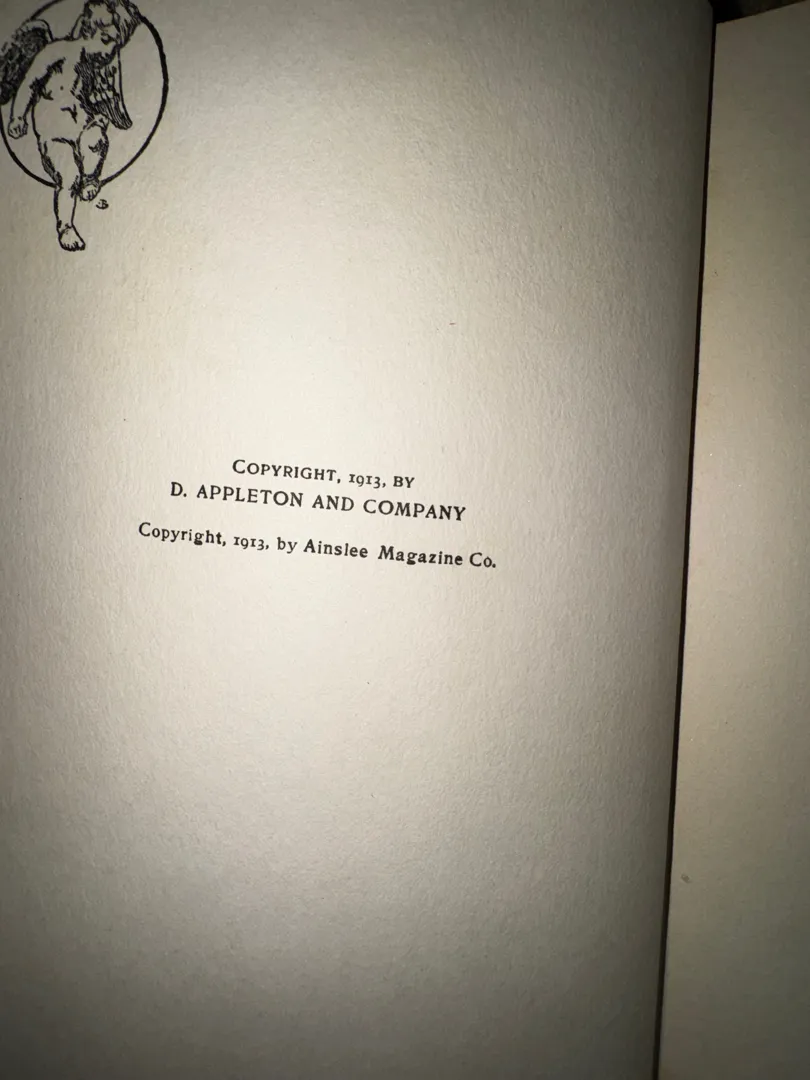 COPYRIGHT, 1913, BY
D. APPLETON AND COMPANY
Copyright, 1913, by Ainslee Magazine Co.